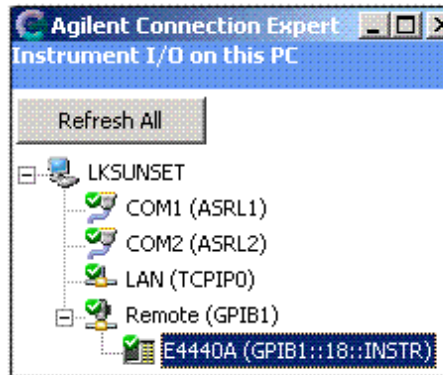 Agilent Connection Expert
Instrument I/O on this PC
Refresh All
LKSUNSET
COM1 (ASRL1)
COM2 (ASRL2)
LAN (TCPIP0)
Remote (GPIB1)
E4440A (GPIB1::18::INSTR)